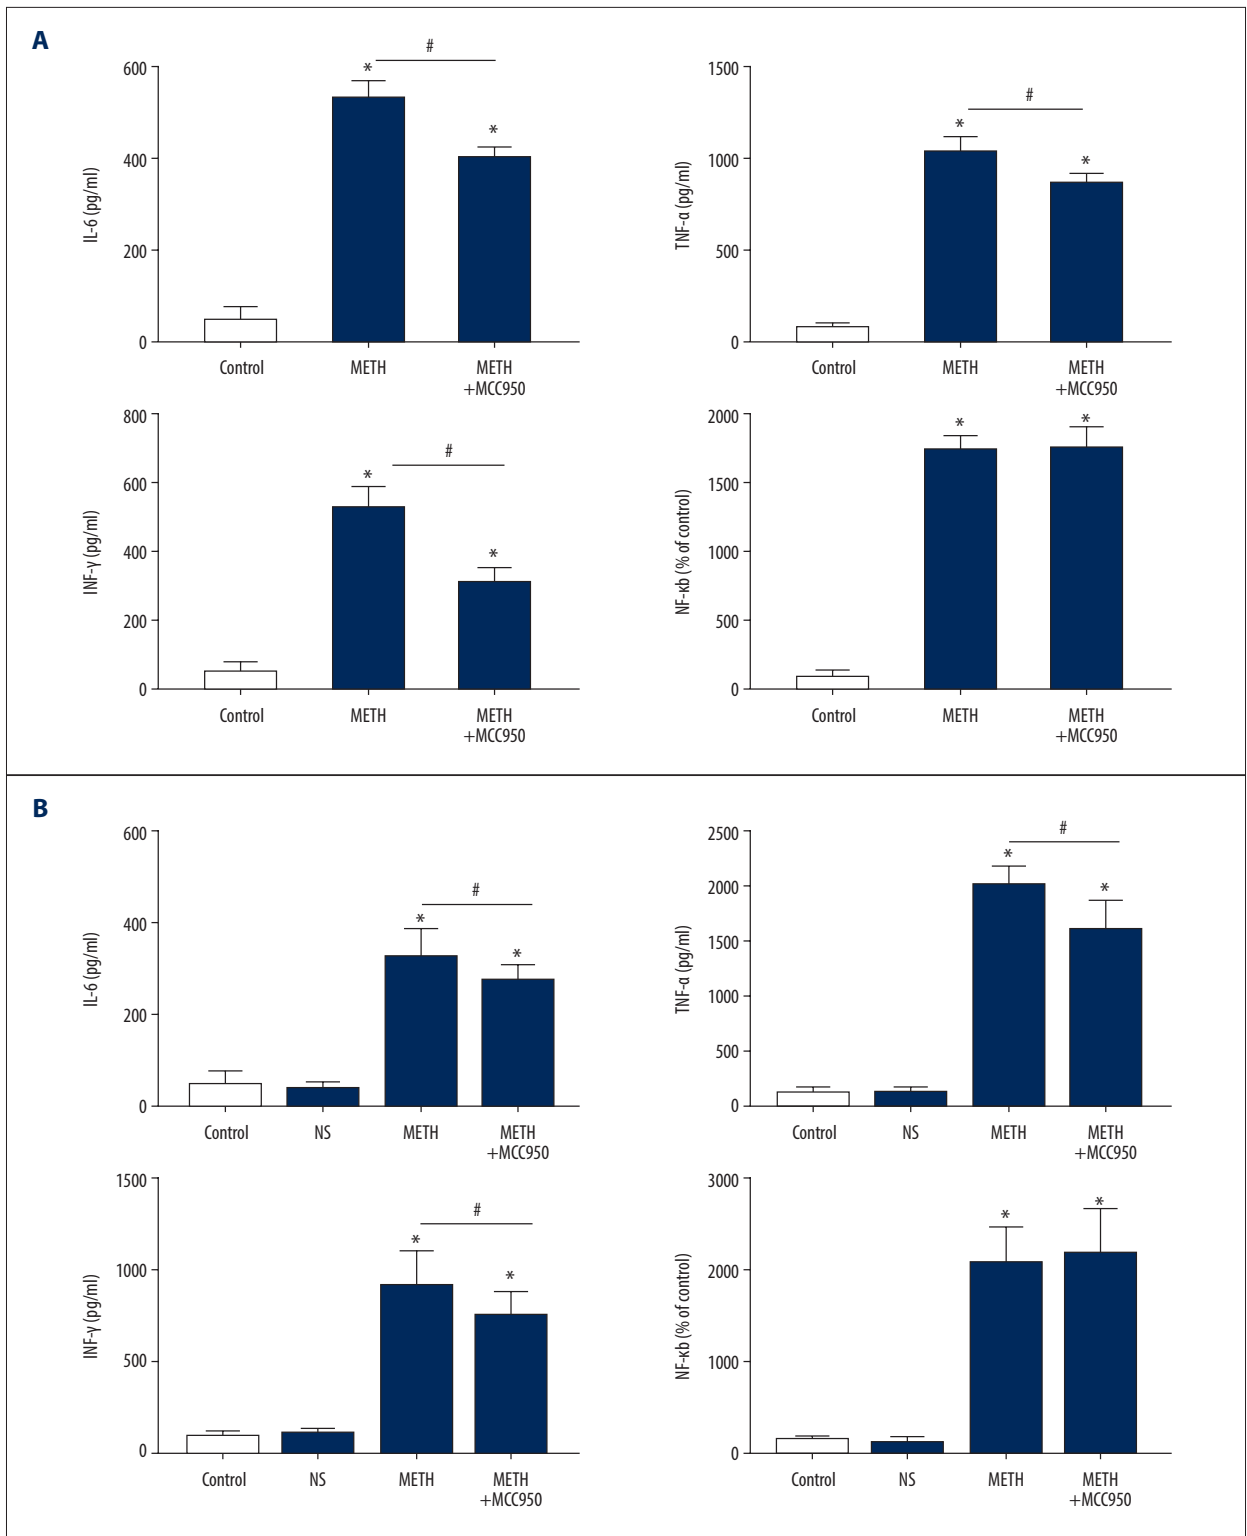 A
#
600
*
400
*
200
0
IL-6 (pg/ml)
Control
METH
METH
+MCC950
1500
#
*
1000
*
500
0
TNF-α (pg/ml)
Control
METH
METH
+MCC950
800
#
600
*
400
*
200
0
INF-γ (pg/ml)
Control
METH
METH
+MCC950
2000
*
*
1500
1000
500
0
NF-κb (% of control)
Control
METH
METH
+MCC950
B
600
#
400
*
*
200
0
IL-6 (pg/ml)
Control
NS
METH
METH
+MCC950
2500
#
*
2000
*
1500
1000
500
0
TNF-α (pg/ml)
Control
NS
METH
METH
+MCC950
1500
#
*
1000
*
500
0
INF-γ (pg/ml)
Control
NS
METH
METH
+MCC950
3000
*
*
2000
1000
0
NF-κb (% of control)
Control
NS
METH
METH
+MCC950